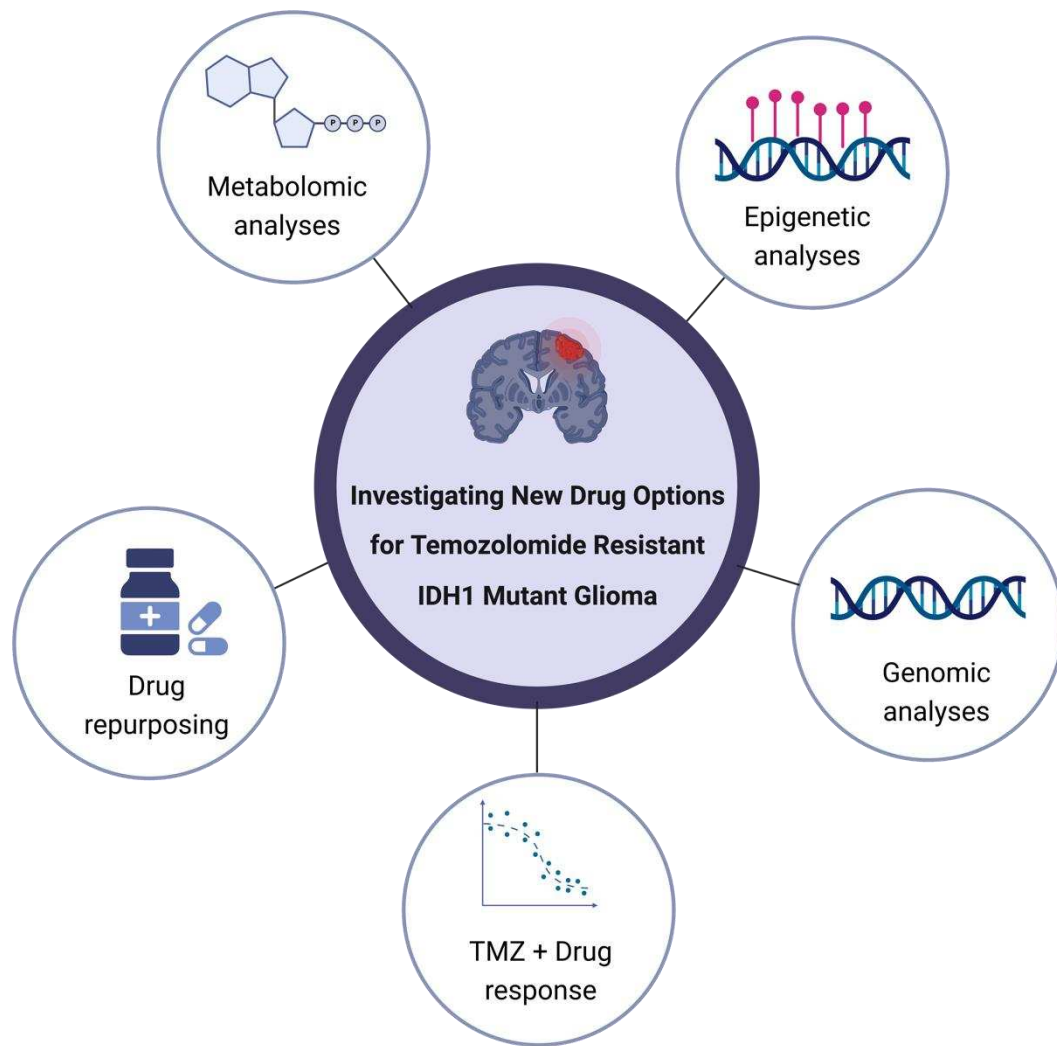 P P P
Metabolomic
analyses
Epigenetic
analyses
Investigating New Drug Options
for Temozolomide Resistant
IDH1 Mutant Glioma
Drug
repurposing
Genomic
analyses
TMZ + Drug
response